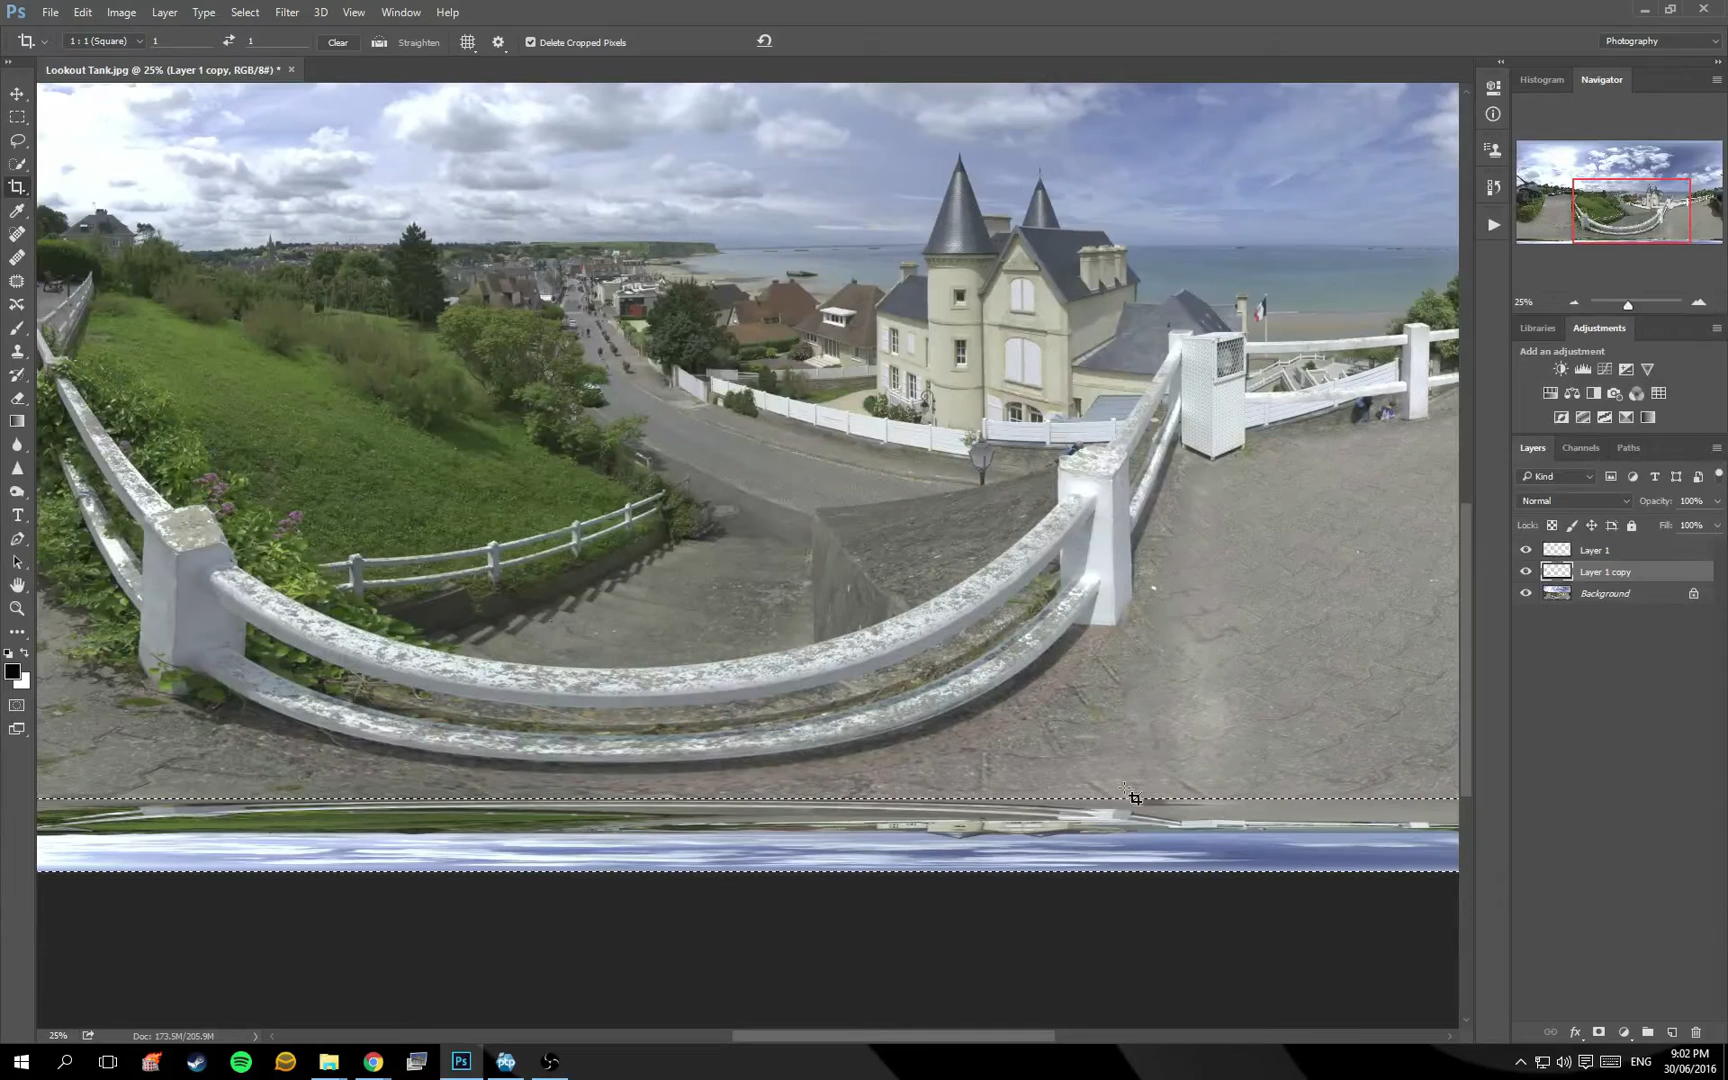 Ps File Edit Image Layer Type Select Filter 3D View Window Help
1 : 1 (Square) 1 1 Clear Straighten Delete Cropped Pixels Photography
Lookout Tank.jpg @ 25% (Layer 1 copy, RGB/8#) *
Histogram Navigator
25%
Libraries Adjustments
Add an adjustment
Layers Channels Paths
Kind
Normal Opacity: 100%
Lock: Fill: 100%
Layer 1
Layer 1 copy
Background
25% Doc: 173.5M/205.9M
Ps ptp ENG 9:02 PM
30/06/2016